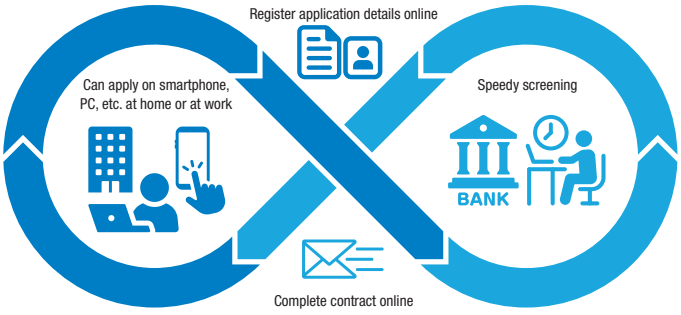 Register application details online
Can apply on smartphone,
PC, etc. at home or at work
Speedy screening
BANK
Complete contract online